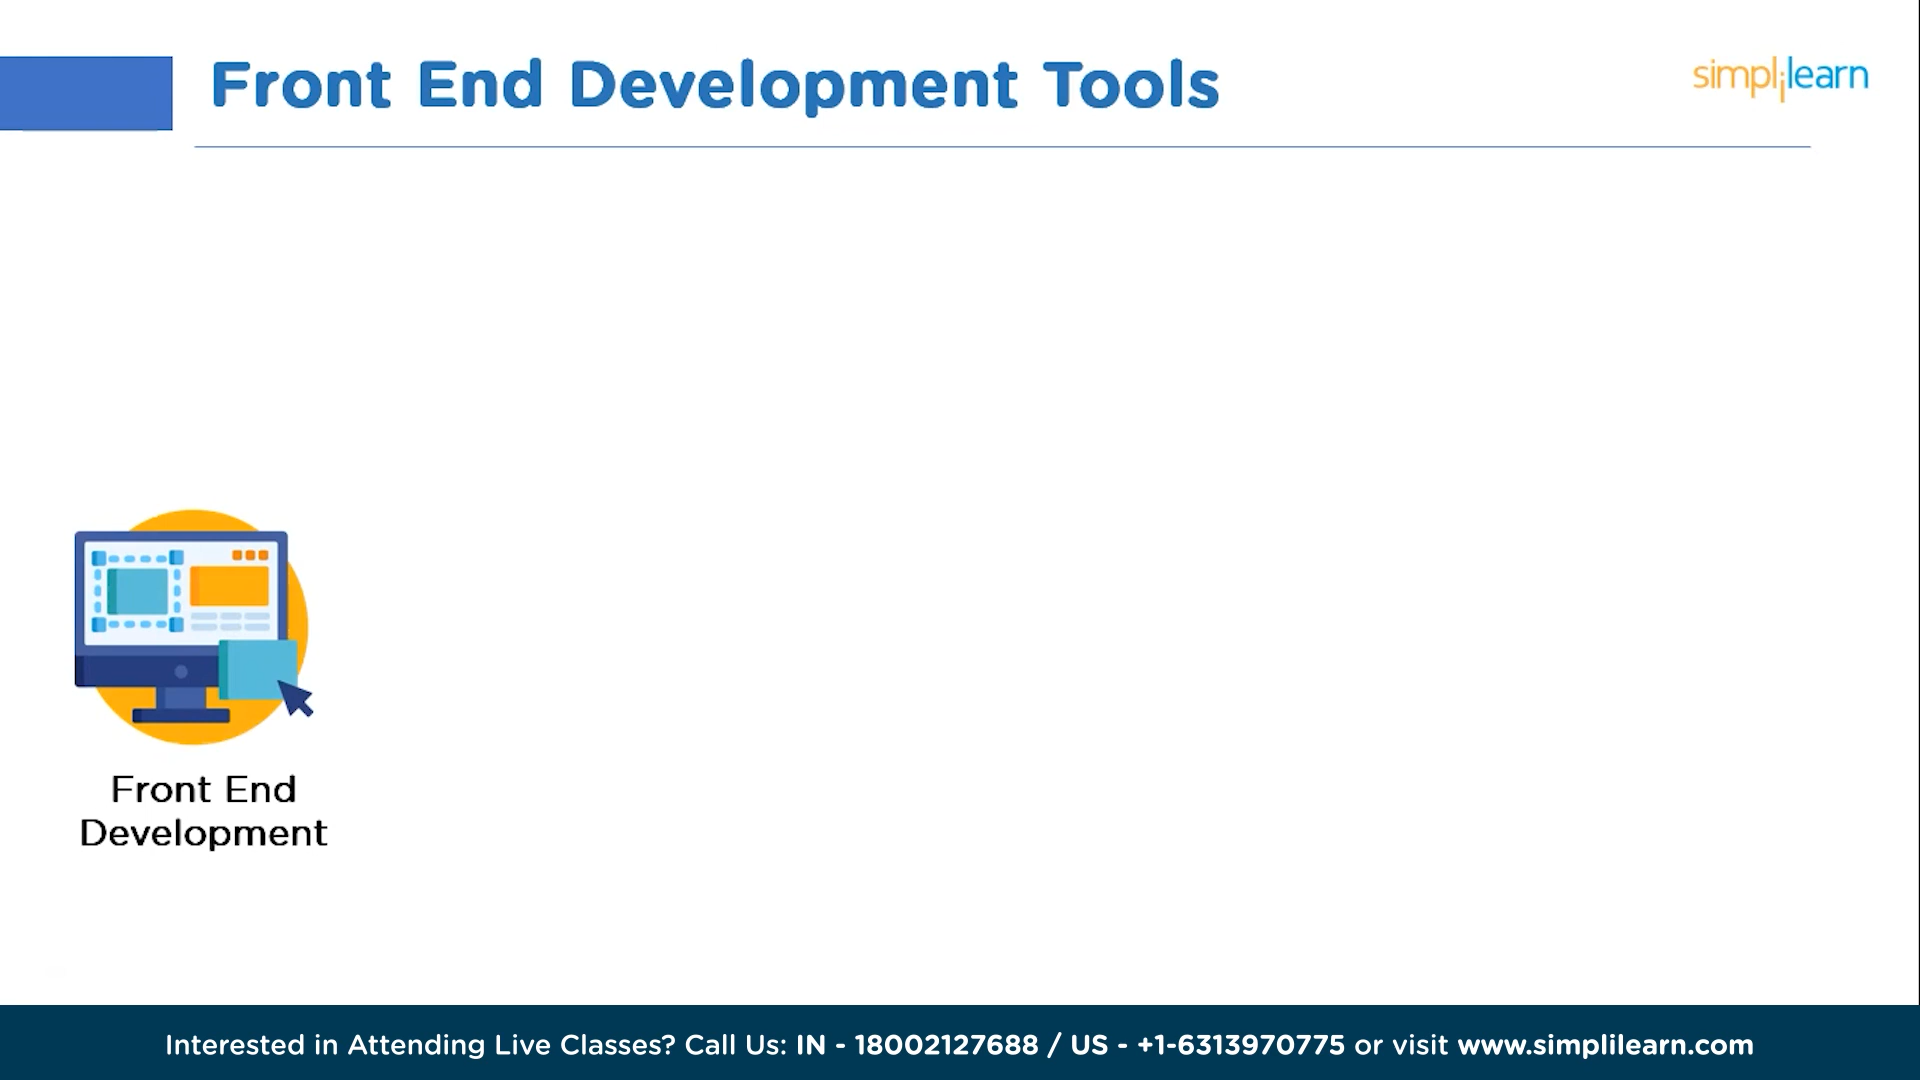 Front End Development Tools
simplilearn
Front End
Development
Interested in Attending Live Classes? Call Us: IN - 18002127688 / US - +1-6313970775 or visit www.simplilearn.com